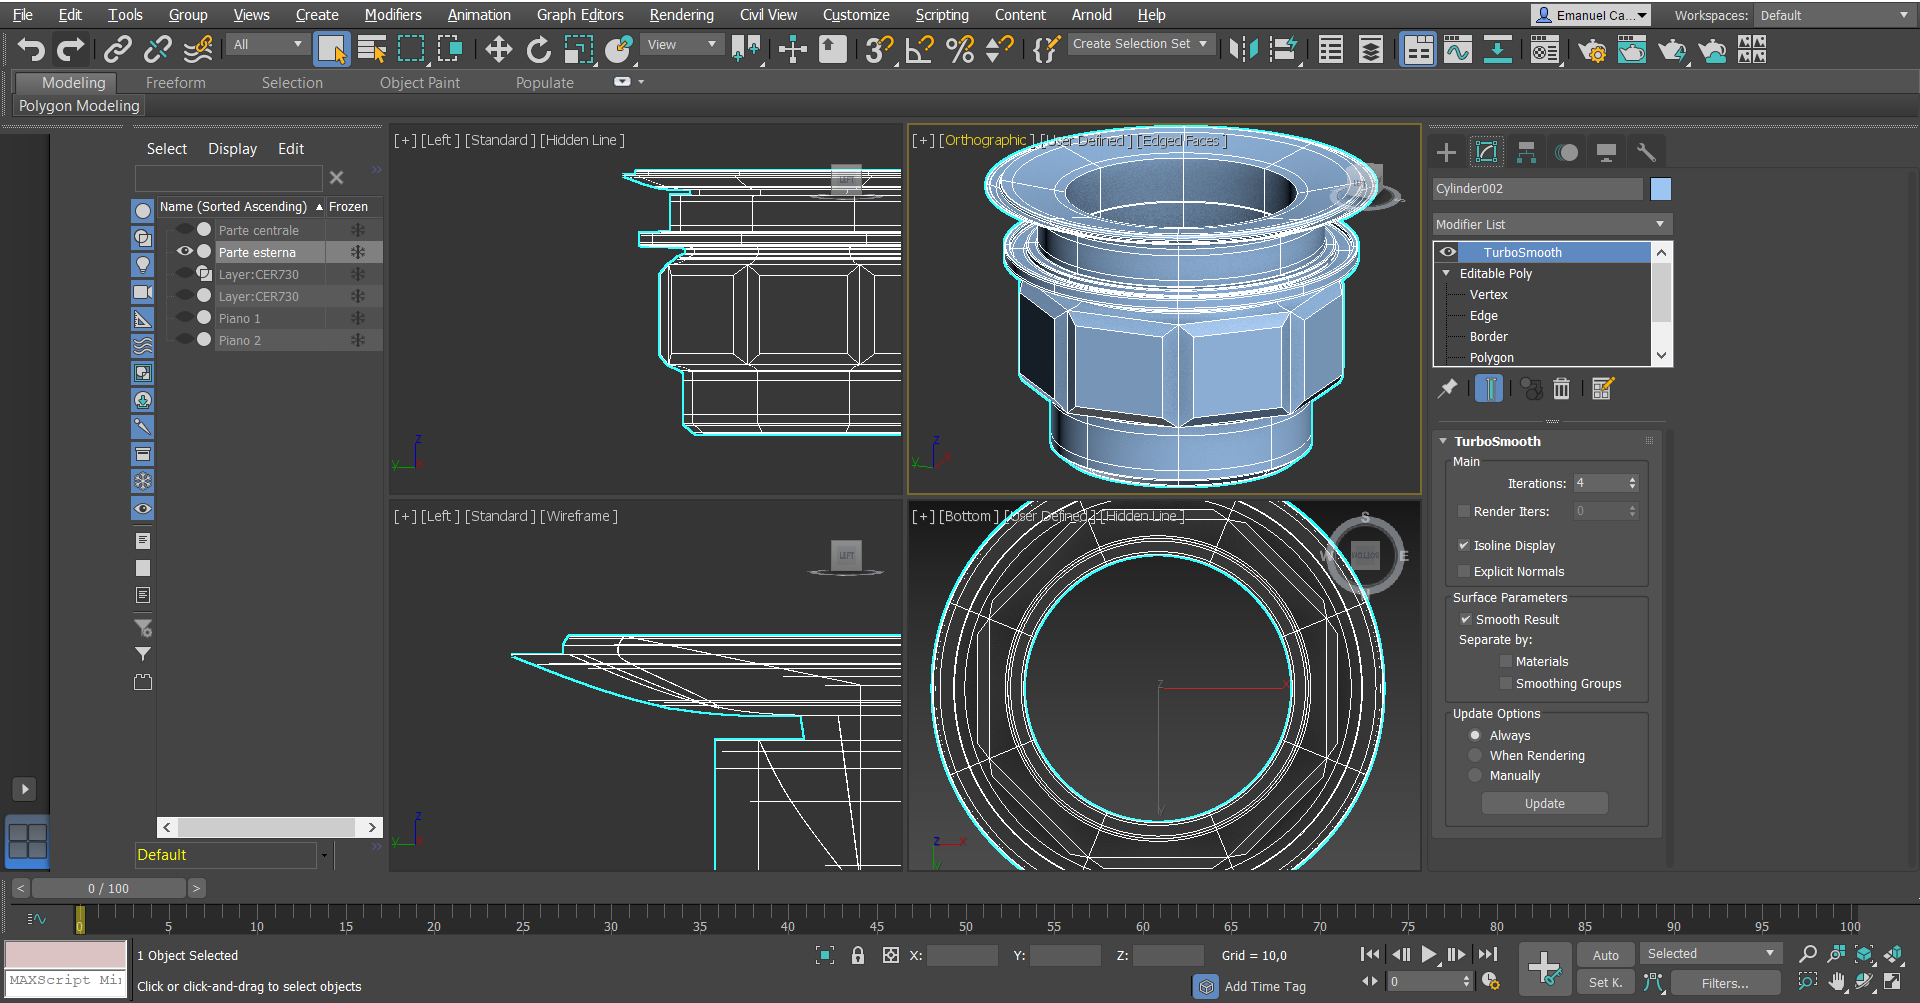 File Edit Tools Group Views Create Modifiers Animation Graph Editors Rendering Civil View Customize Scripting Content Arnold Help
Emanuel Ca... Workspaces: Default
All View Create Selection Set
Modeling Freeform Selection Object Paint Populate
Polygon Modeling
Select Display Edit
Name (Sorted Ascending) Frozen
Parte centrale
Parte esterna
Layer:CER730
Layer:CER730
Piano 1
Piano 2
Default
[+] [Left ] [Standard ] [Hidden Line ]
LEFT
z
y x
[+] [Orthographic ] [User Defined ] [Edged Faces ]
z
y x
[+] [Left ] [Standard ] [Wireframe ]
LEFT
z
y x
[+] [Bottom ] [User Defined ] [Hidden Line ]
S
W BOTTOM E
z x
y
z x
y
Cylinder002
Modifier List
TurboSmooth
Editable Poly
Vertex
Edge
Border
Polygon
TurboSmooth
Main
Iterations: 4
Render Iters: 0
Isoline Display
Explicit Normals
Surface Parameters
Smooth Result
Separate by:
Materials
Smoothing Groups
Update Options
Always
When Rendering
Manually
Update
< 0 / 100 >
0 5 10 15 20 25 30 35 40 45 50 55 60 65 70 75 80 85 90 95 100
1 Object Selected X: Y: Z: Grid = 10,0 Auto Selected
MAXScript Mi Click or click-and-drag to select objects Add Time Tag 0 Set K. Filters...